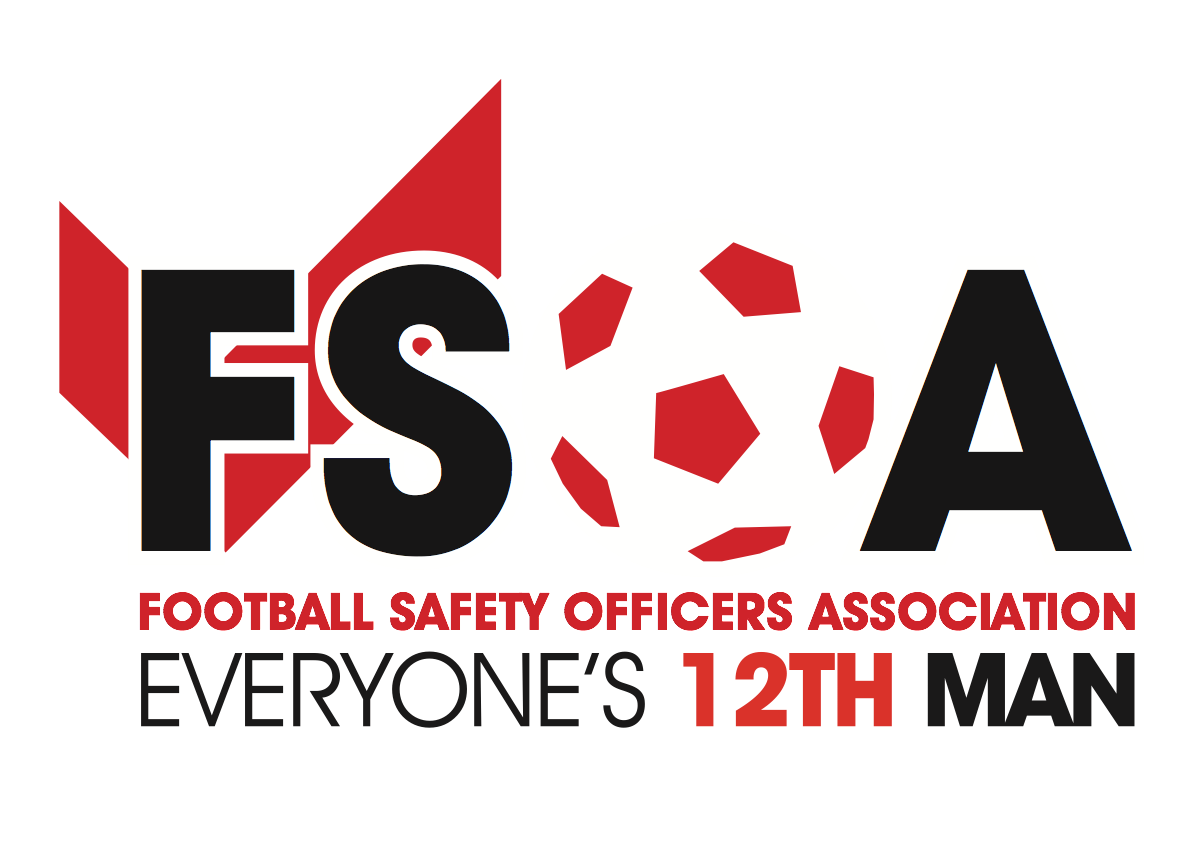 FSOA
FOOTBALL SAFETY OFFICERS ASSOCIATION
EVERYONE'S 12TH MAN